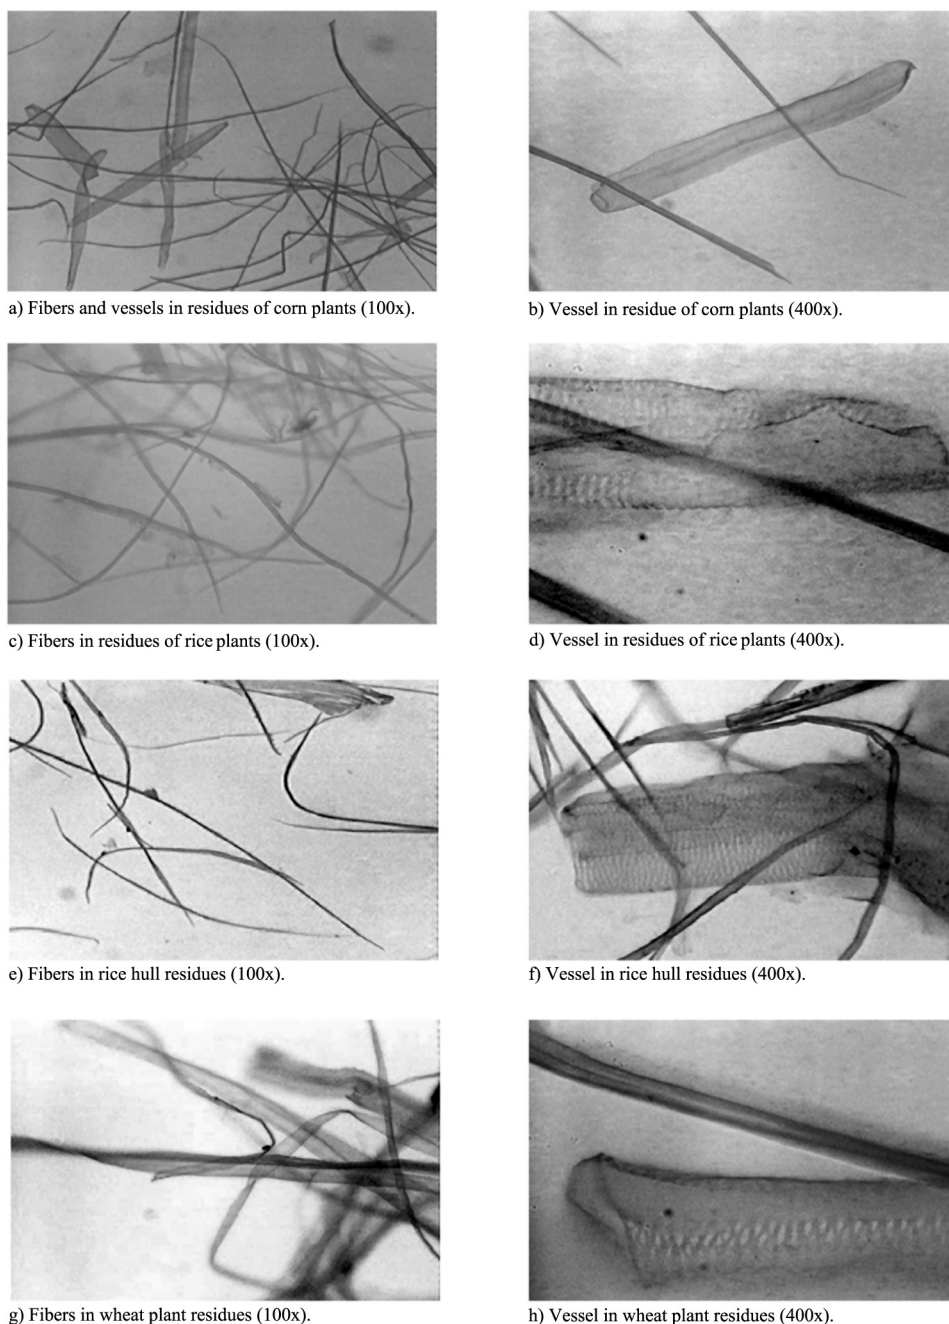 a) Fibers and vessels in residues of corn plants (100x).
b) Vessel in residue of corn plants (400x).
c) Fibers in residues of rice plants (100x).
d) Vessel in residues of rice plants (400x).
e) Fibers in rice hull residues (100x).
f) Vessel in rice hull residues (400x).
g) Fibers in wheat plant residues (100x).
h) Vessel in wheat plant residues (400x).